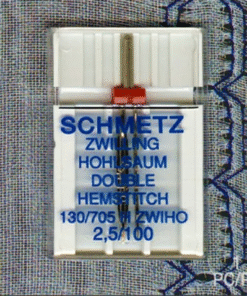 SCHMETZ
ZWILLING
HOHLSAUM
DOUBLE
HEMSTITCH
130/705 H ZWIHO
2,5/100